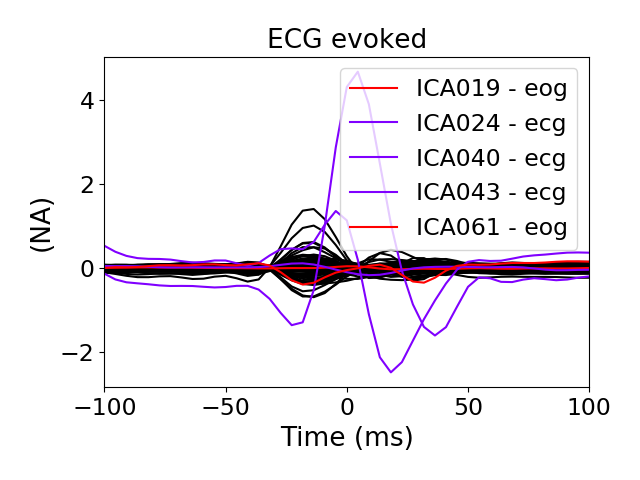 ECG evoked
(NA)
4
2
0
−2
ICA019 - eog
ICA024 - ecg
ICA040 - ecg
ICA043 - ecg
ICA061 - eog
−100
−50
0
50
100
Time (ms)